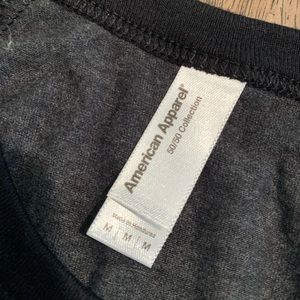 American Apparel®
50/50 Collection
Made in Honduras
M | M | M